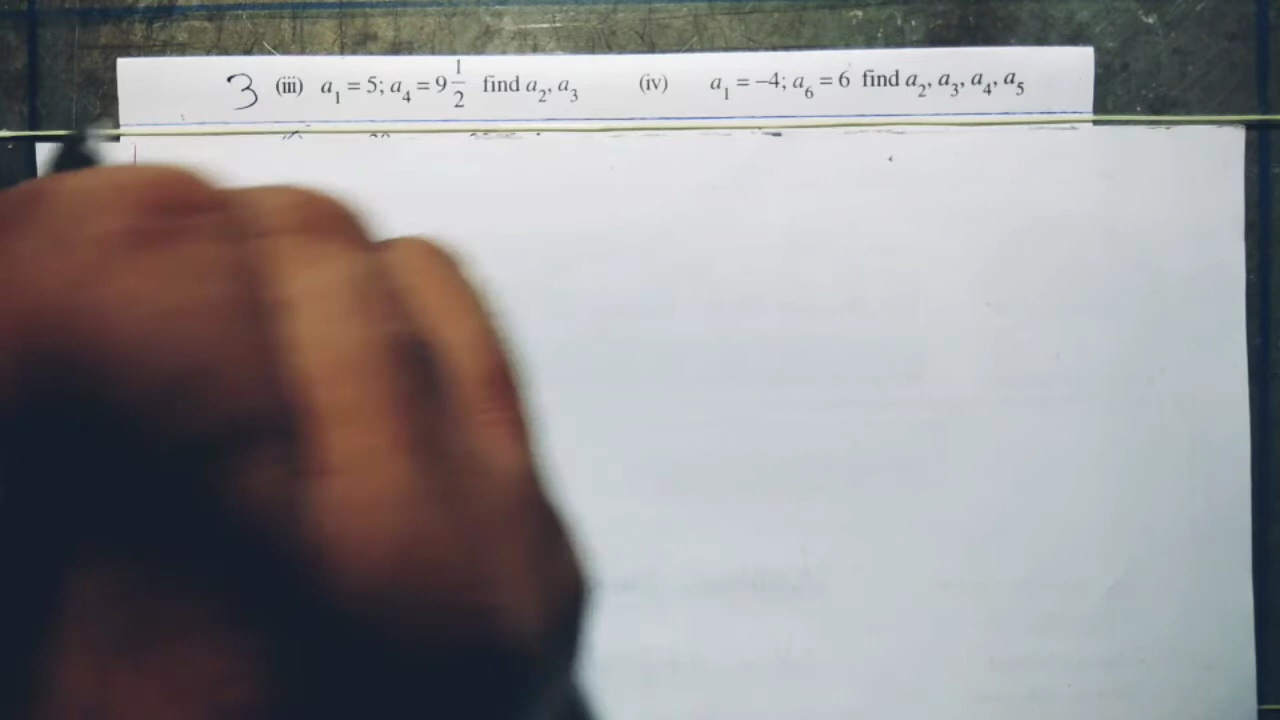 3 (iii) a₁ = 5; a₄ = 9 1/2 find a₂, a₃ (iv) a₁ = –4; a₆ = 6 find a₂, a₃, a₄, a₅